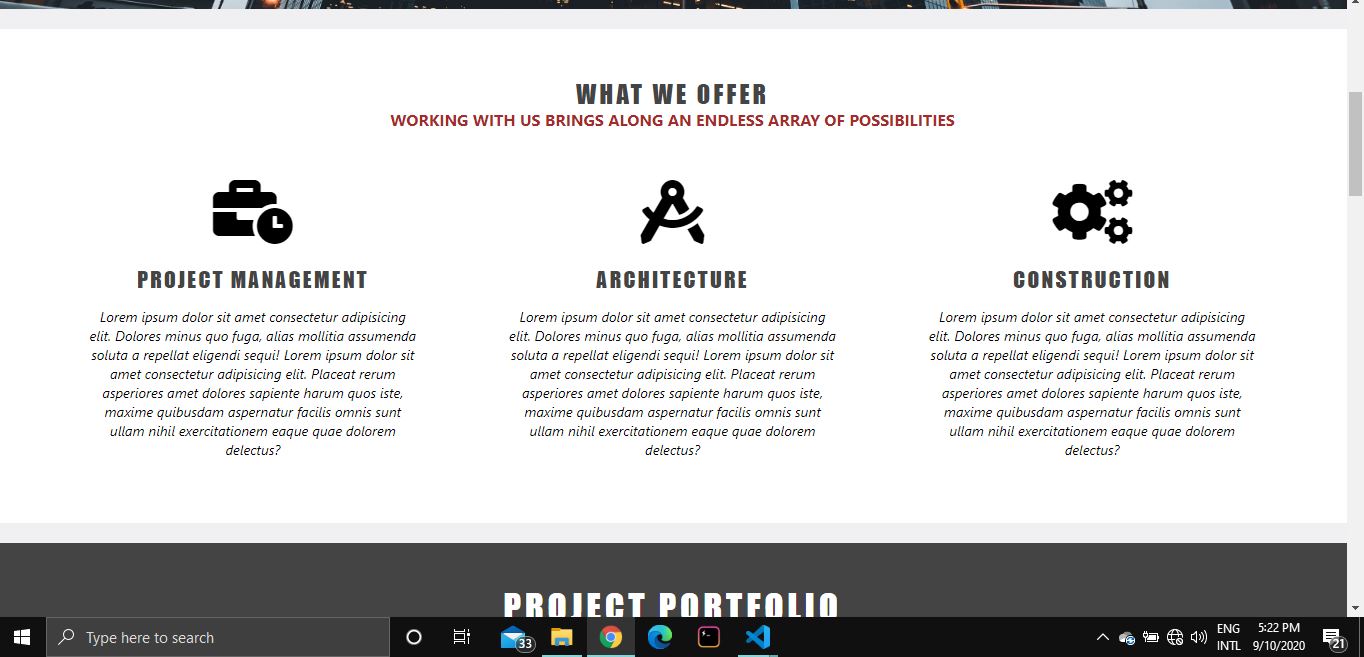 WHAT WE OFFER
WORKING WITH US BRINGS ALONG AN ENDLESS ARRAY OF POSSIBILITIES
PROJECT MANAGEMENT
Lorem ipsum dolor sit amet consectetur adipisicing
elit. Dolores minus quo fuga, alias mollitia assumenda
soluta a repellat eligendi sequi! Lorem ipsum dolor sit
amet consectetur adipisicing elit. Placeat rerum
asperiores amet dolores sapiente harum quos iste,
maxime quibusdam aspernatur facilis omnis sunt
ullam nihil exercitationem eaque quae dolorem
delectus?
ARCHITECTURE
Lorem ipsum dolor sit amet consectetur adipisicing
elit. Dolores minus quo fuga, alias mollitia assumenda
soluta a repellat eligendi sequi! Lorem ipsum dolor sit
amet consectetur adipisicing elit. Placeat rerum
asperiores amet dolores sapiente harum quos iste,
maxime quibusdam aspernatur facilis omnis sunt
ullam nihil exercitationem eaque quae dolorem
delectus?
CONSTRUCTION
Lorem ipsum dolor sit amet consectetur adipisicing
elit. Dolores minus quo fuga, alias mollitia assumenda
soluta a repellat eligendi sequi! Lorem ipsum dolor sit
amet consectetur adipisicing elit. Placeat rerum
asperiores amet dolores sapiente harum quos iste,
maxime quibusdam aspernatur facilis omnis sunt
ullam nihil exercitationem eaque quae dolorem
delectus?
PROJECT PORTFOLIO
Type here to search
33
ENG
INTL
5:22 PM
9/10/2020
21